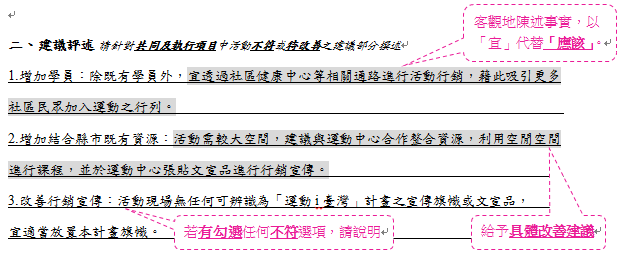 客觀地陳述事實，以
「宜」代替「應該」。
二、建議評述 請針對共同及執行項目中活動不符或待改善之建議部分撰述
1.增加學員：除既有學員外，宜透過社區健康中心等相關通路進行活動行銷，藉此吸引更多
社區民眾加入運動之行列。
2.增加結合縣市既有資源：活動需較大空間，建議與運動中心合作整合資源，利用空閒空間
進行課程，並於運動中心張貼文宣品進行行銷宣傳。
3.改善行銷宣傳：活動現場無任何可辨識為「運動i臺灣」計畫之宣傳旗幟或文宣品，
宜適當放置本計畫旗幟。
若有勾選任何不符選項，請說明
給予具體改善建議